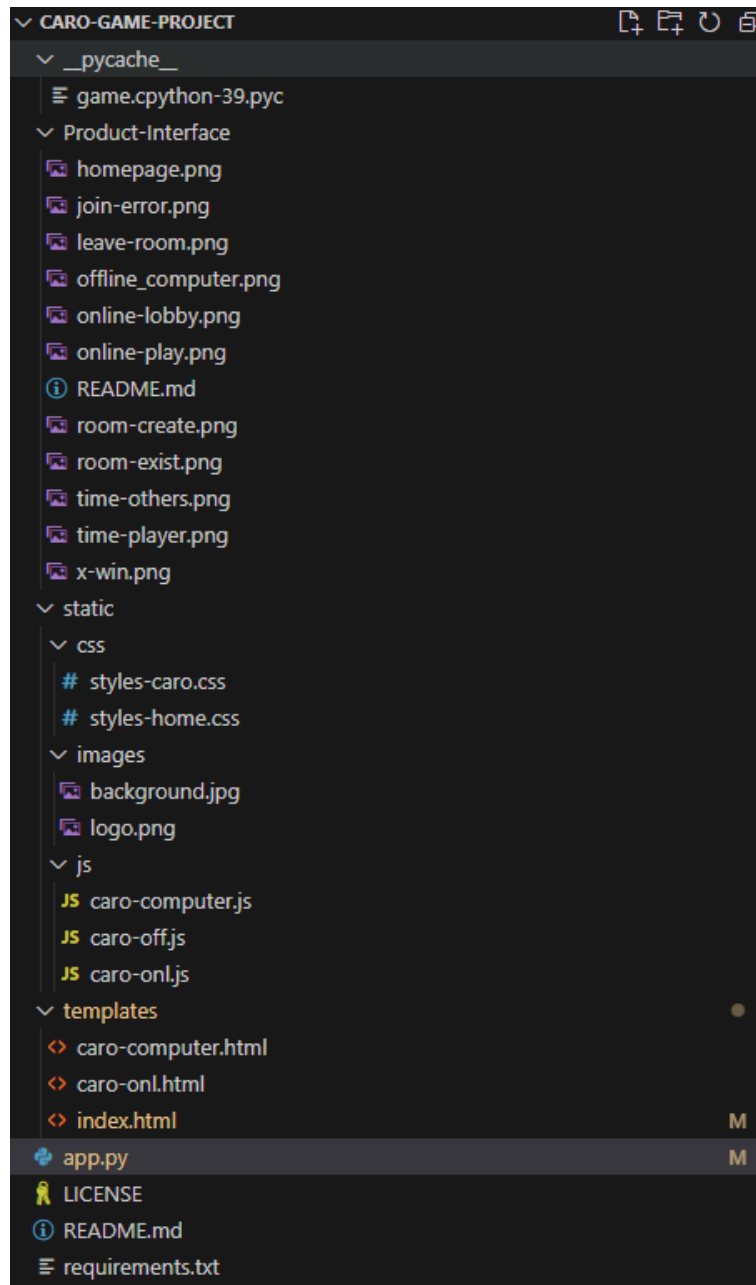 CARO-GAME-PROJECT
__pycache__
game.cpython-39.pyc
Product-Interface
homepage.png
join-error.png
leave-room.png
offline_computer.png
online-lobby.png
online-play.png
README.md
room-create.png
room-exist.png
time-others.png
time-player.png
x-win.png
static
css
# styles-caro.css
# styles-home.css
images
background.jpg
logo.png
js
JS caro-computer.js
JS caro-off.js
JS caro-onl.js
templates
<> caro-computer.html
<> caro-onl.html
<> index.html M
app.py M
LICENSE
README.md
requirements.txt